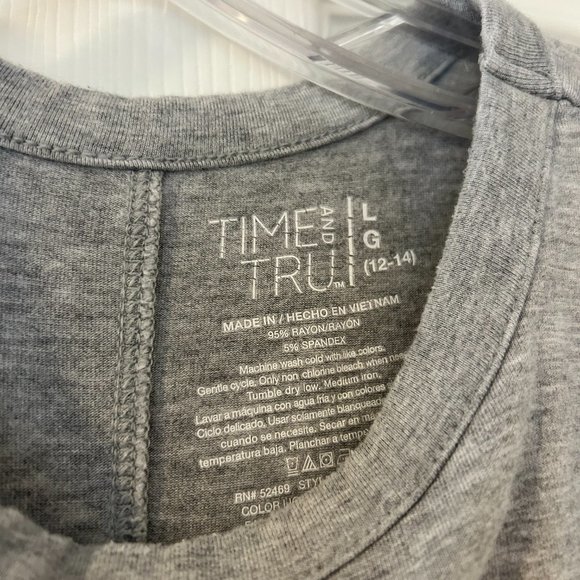 TIME AND TRU™
L
G
(12-14)
MADE IN / HECHO EN VIETNAM
95% RAYON/RAYÓN
5% SPANDEX
Machine wash cold with like colors.
Gentle cycle. Only non chlorine bleach when
Tumble dry low. Medium iron.
Lavar a máquina con agua fría y con colores
Ciclo delicado. Usar solamente blanqueador
cuando se necesite. Secar en
temperatura baja. Planchar a
RN# 52469
COLOR